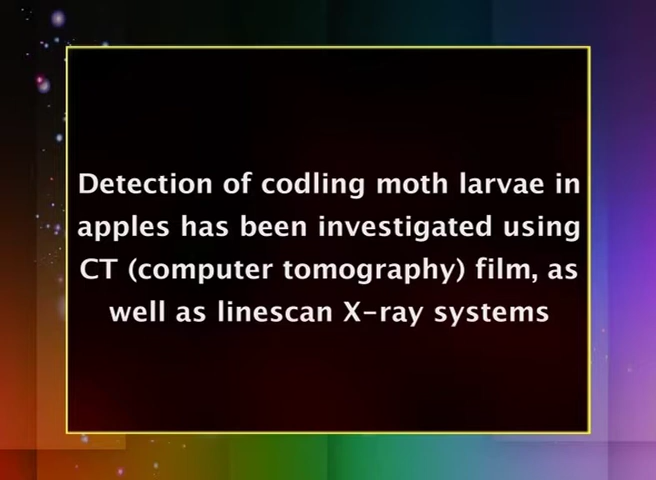 Detection of codling moth larvae in
apples has been investigated using
CT (computer tomography) film, as
well as linescan X-ray systems